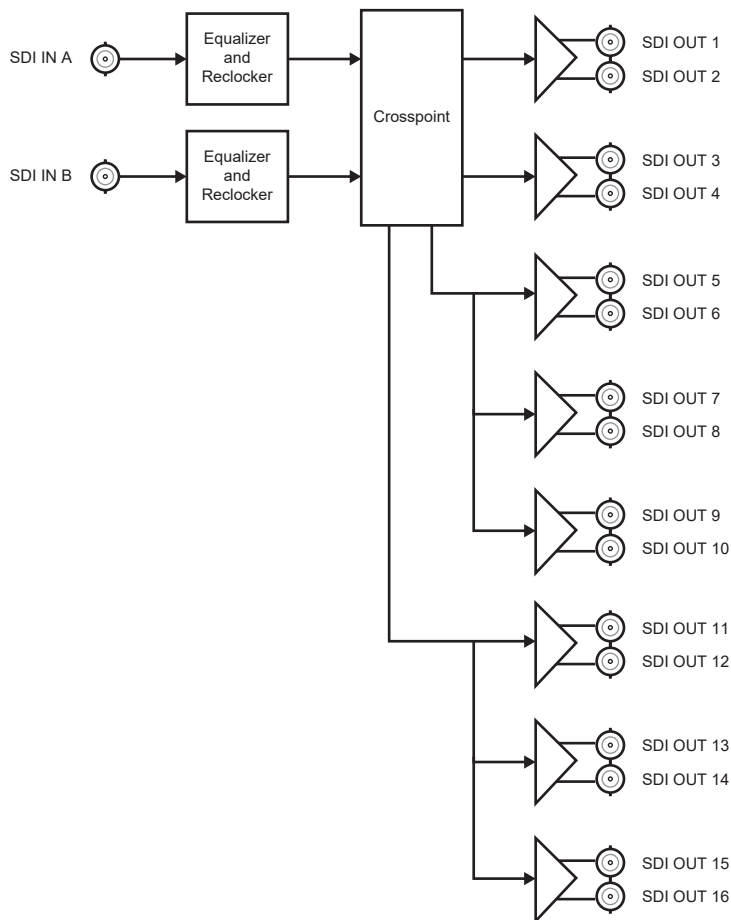 SDI IN A
Equalizer
and
Reclocker
SDI IN B
Equalizer
and
Reclocker
Crosspoint
SDI OUT 1
SDI OUT 2
SDI OUT 3
SDI OUT 4
SDI OUT 5
SDI OUT 6
SDI OUT 7
SDI OUT 8
SDI OUT 9
SDI OUT 10
SDI OUT 11
SDI OUT 12
SDI OUT 13
SDI OUT 14
SDI OUT 15
SDI OUT 16